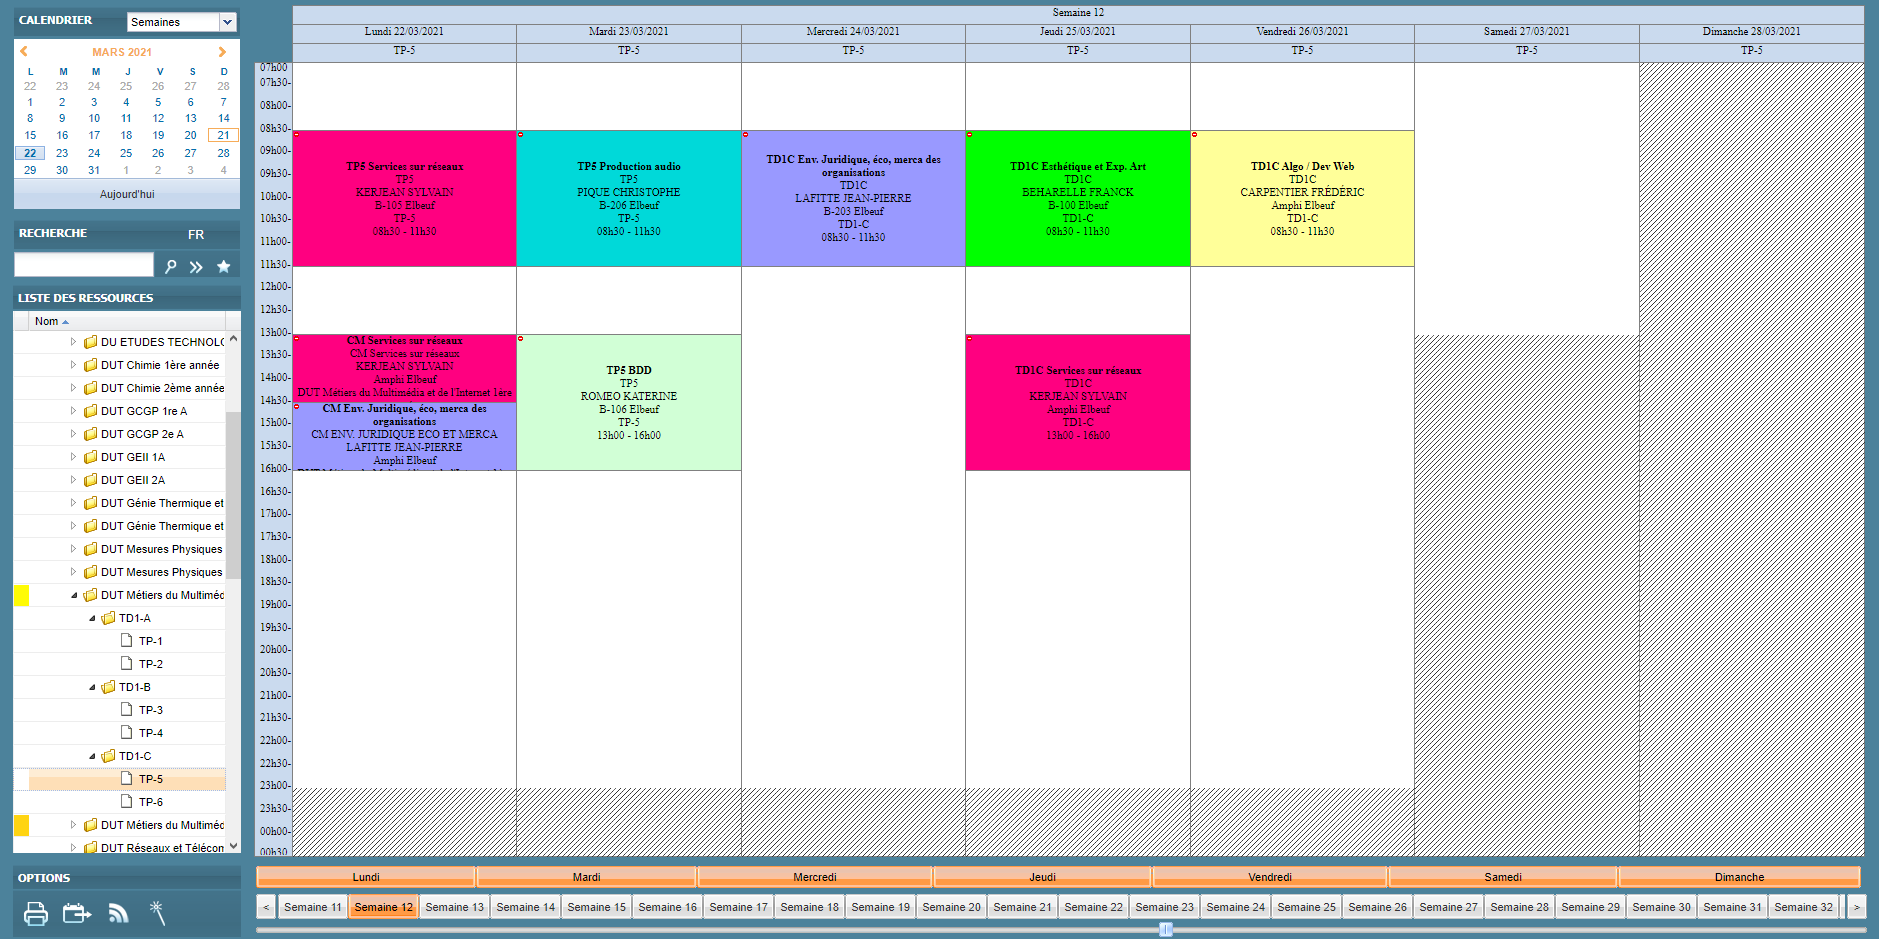 CALENDRIER
Semaines
MARS 2021
L M M J V S D
22 23 24 25 26 27 28
1 2 3 4 5 6 7
8 9 10 11 12 13 14
15 16 17 18 19 20 21
22 23 24 25 26 27 28
29 30 31 1 2 3 4
Aujourd'hui
RECHERCHE FR
LISTE DES RESSOURCES
Nom
DU ETUDES TECHNOLO
DUT Chimie 1ère année
DUT Chimie 2ème année
DUT GCGP 1re A
DUT GCGP 2e A
DUT GEII 1A
DUT GEII 2A
DUT Génie Thermique et
DUT Génie Thermique et
DUT Mesures Physiques
DUT Mesures Physiques
DUT Métiers du Multiméd
TD1-A
TP-1
TP-2
TD1-B
TP-3
TP-4
TD1-C
TP-5
TP-6
DUT Métiers du Multiméd
DUT Réseaux et Télécom
OPTIONS
Semaine 12
Lundi 22/03/2021 Mardi 23/03/2021 Mercredi 24/03/2021 Jeudi 25/03/2021 Vendredi 26/03/2021 Samedi 27/03/2021 Dimanche 28/03/2021
TP-5 TP-5 TP-5 TP-5 TP-5 TP-5 TP-5
07h00
07h30-
08h00-
08h30-
09h00-
09h30-
10h00-
10h30-
11h00-
11h30-
12h00-
12h30-
13h00-
13h30-
14h00-
14h30-
15h00-
15h30-
16h00-
16h30-
17h00-
17h30-
18h00-
18h30-
19h00-
19h30-
20h00-
20h30-
21h00-
21h30-
22h00-
22h30-
23h00-
23h30-
00h00-
00h30
TP5 Services sur réseaux
TP5
KERJEAN SYLVAIN
B-105 Elbeuf
TP-5
08h30 - 11h30
CM Services sur réseaux
CM Services sur réseaux
KERJEAN SYLVAIN
Amphi Elbeuf
DUT Métiers du Multimédia et de l'Internet 1ère
CM Env. Juridique, éco, merca des
organisations
CM ENV. JURIDIQUE ECO ET MERCA
LAFITTE JEAN-PIERRE
Amphi Elbeuf
DUT Métiers du Multimédia et de l'Internet 1ère
TP5 Production audio
TP5
PIQUE CHRISTOPHE
B-206 Elbeuf
TP-5
08h30 - 11h30
TP5 BDD
TP5
ROMEO KATERINE
B-106 Elbeuf
TP-5
13h00 - 16h00
TD1C Env. Juridique, éco, merca des
organisations
TD1C
LAFITTE JEAN-PIERRE
B-203 Elbeuf
TD1-C
08h30 - 11h30
TD1C Esthétique et Exp. Art
TD1C
BEHARELLE FRANCK
B-100 Elbeuf
TD1-C
08h30 - 11h30
TD1C Services sur réseaux
TD1C
KERJEAN SYLVAIN
Amphi Elbeuf
TD1-C
13h00 - 16h00
TD1C Algo / Dev Web
TD1C
CARPENTIER FRÉDÉRIC
Amphi Elbeuf
TD1-C
08h30 - 11h30
Lundi Mardi Mercredi Jeudi Vendredi Samedi Dimanche
< Semaine 11 Semaine 12 Semaine 13 Semaine 14 Semaine 15 Semaine 16 Semaine 17 Semaine 18 Semaine 19 Semaine 20 Semaine 21 Semaine 22 Semaine 23 Semaine 24 Semaine 25 Semaine 26 Semaine 27 Semaine 28 Semaine 29 Semaine 30 Semaine 31 Semaine 32 >